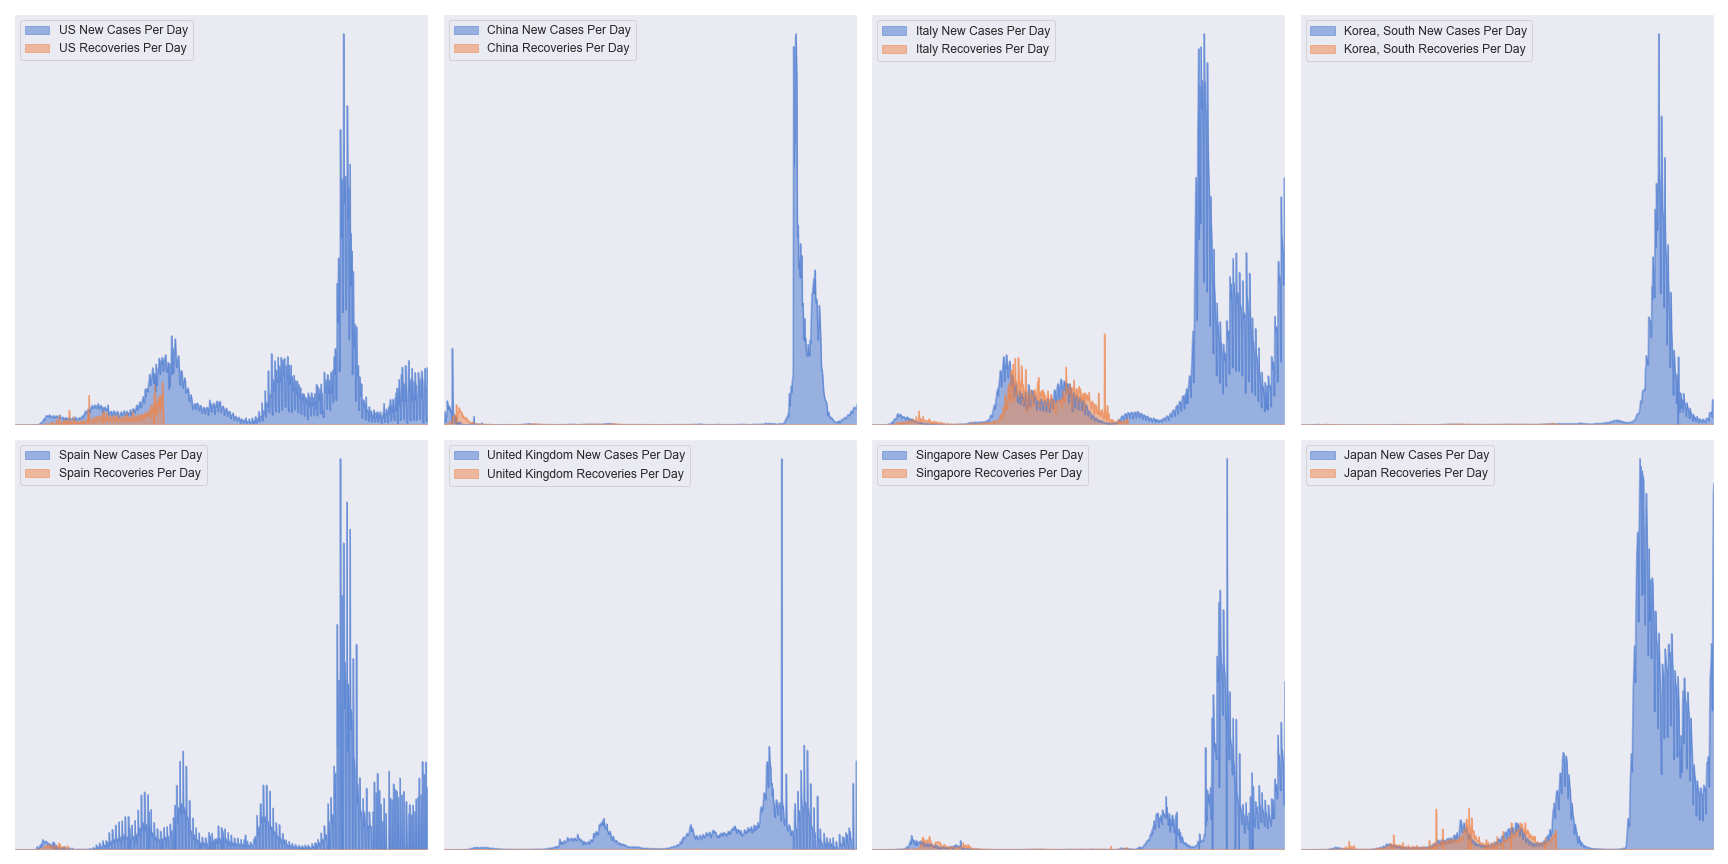 US New Cases Per Day
US Recoveries Per Day
China New Cases Per Day
China Recoveries Per Day
Italy New Cases Per Day
Italy Recoveries Per Day
Korea, South New Cases Per Day
Korea, South Recoveries Per Day
Spain New Cases Per Day
Spain Recoveries Per Day
United Kingdom New Cases Per Day
United Kingdom Recoveries Per Day
Singapore New Cases Per Day
Singapore Recoveries Per Day
Japan New Cases Per Day
Japan Recoveries Per Day